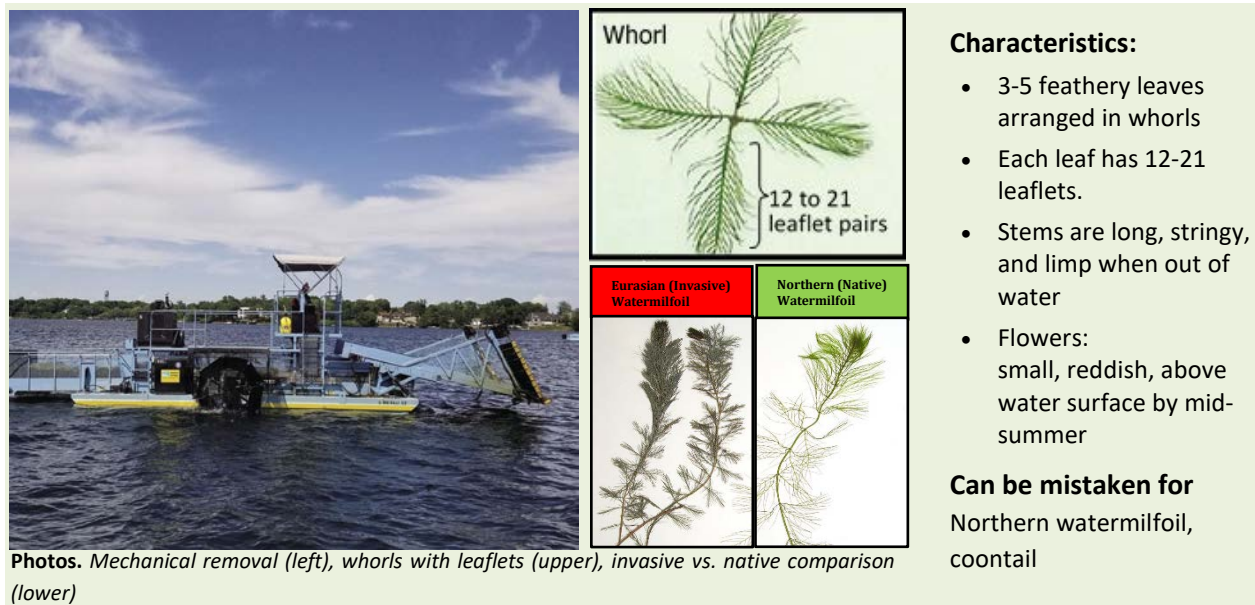 Whorl
12 to 21
leaflet pairs
Eurasian (Invasive)
Watermilfoil
Northern (Native)
Watermilfoil
Photos. Mechanical removal (left), whorls with leaflets (upper), invasive vs. native comparison
(lower)
Characteristics:
• 3-5 feathery leaves
arranged in whorls
• Each leaf has 12-21
leaflets.
• Stems are long, stringy,
and limp when out of
water
• Flowers:
small, reddish, above
water surface by mid-
summer
Can be mistaken for
Northern watermilfoil,
coontail